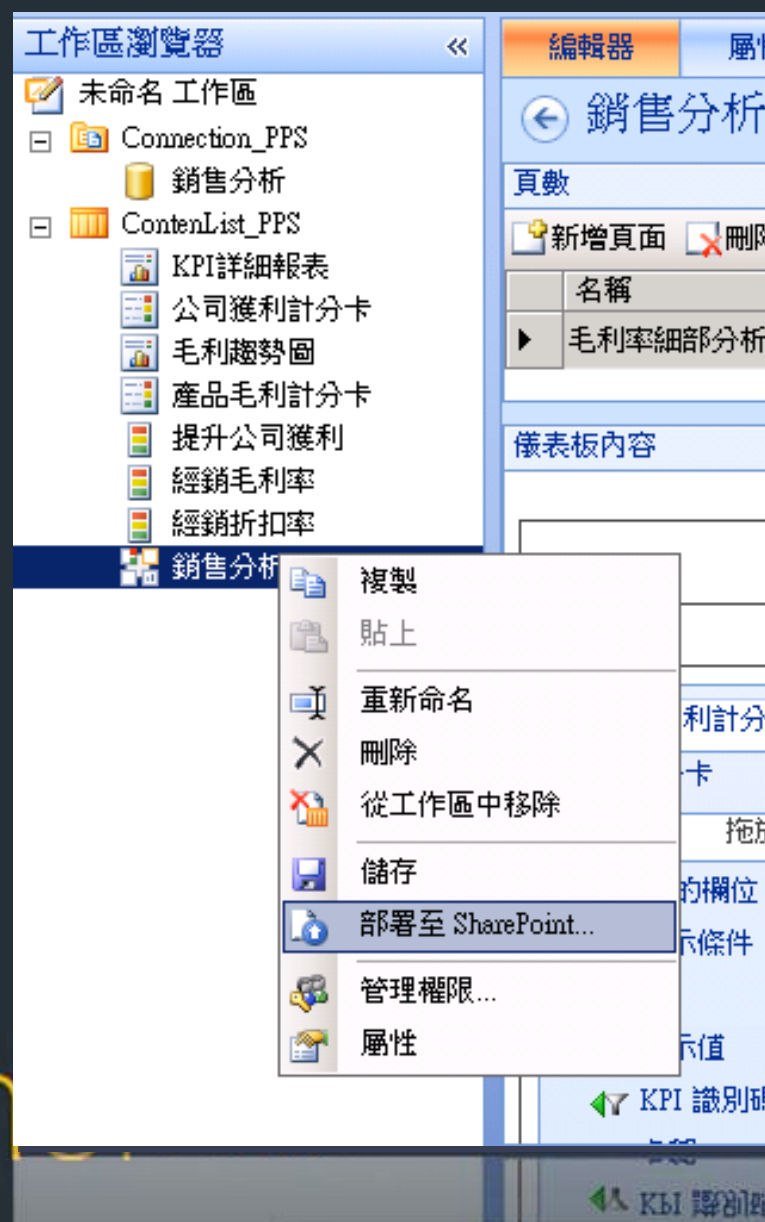 工作區瀏覽器
未命名 工作區
Connection_PPS
銷售分析
ContenList_PPS
KPI詳細報表
公司獲利計分卡
毛利趨勢圖
產品毛利計分卡
提升公司獲利
經銷毛利率
經銷折扣率
銷售分析
複製
貼上
重新命名
刪除
從工作區中移除
儲存
部署至 SharePoint...
管理權限...
屬性
編輯器
銷售分析
頁數
新增頁面
名稱
毛利率細部分析
儀表板內容
利計分
卡
的欄位
示條件
示值
KPI 識別